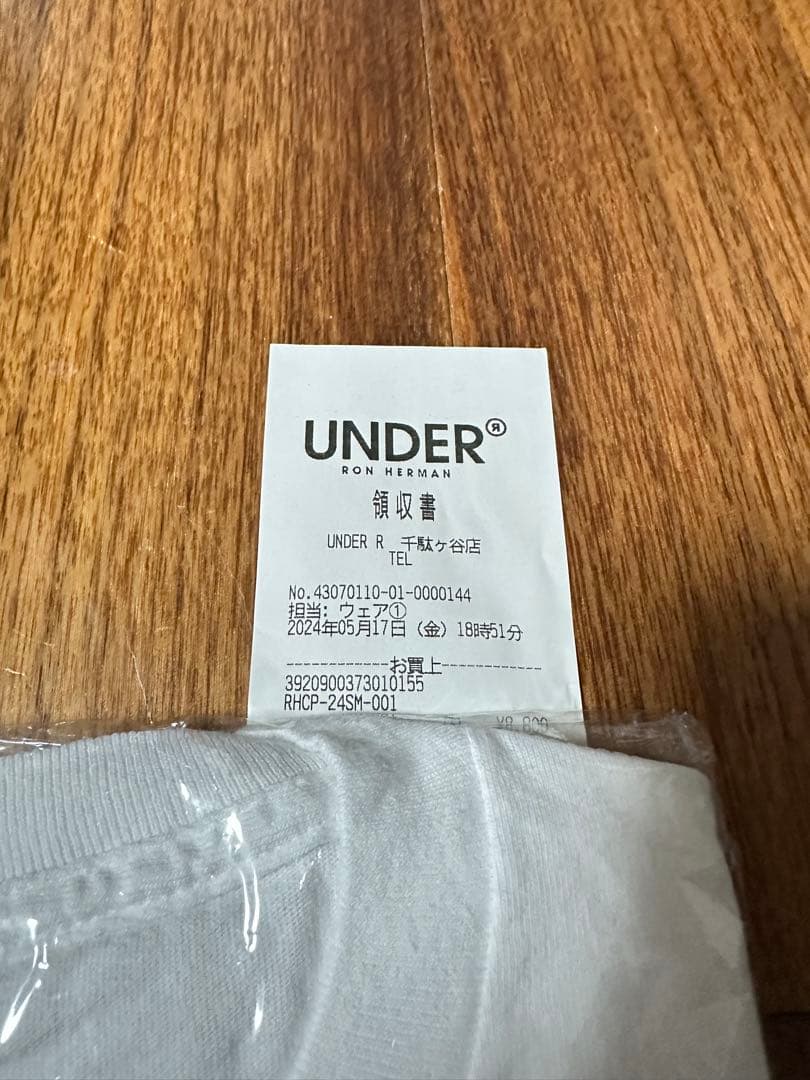 UNDER Я
RON HERMAN
領収書
UNDER R 千駄ヶ谷店
TEL
No.43070110-01-0000144
担当: ウェア①
2024年05月17日 (金) 18時51分
-------------お買上-------------
3920900373010155
RHCP-24SM-001